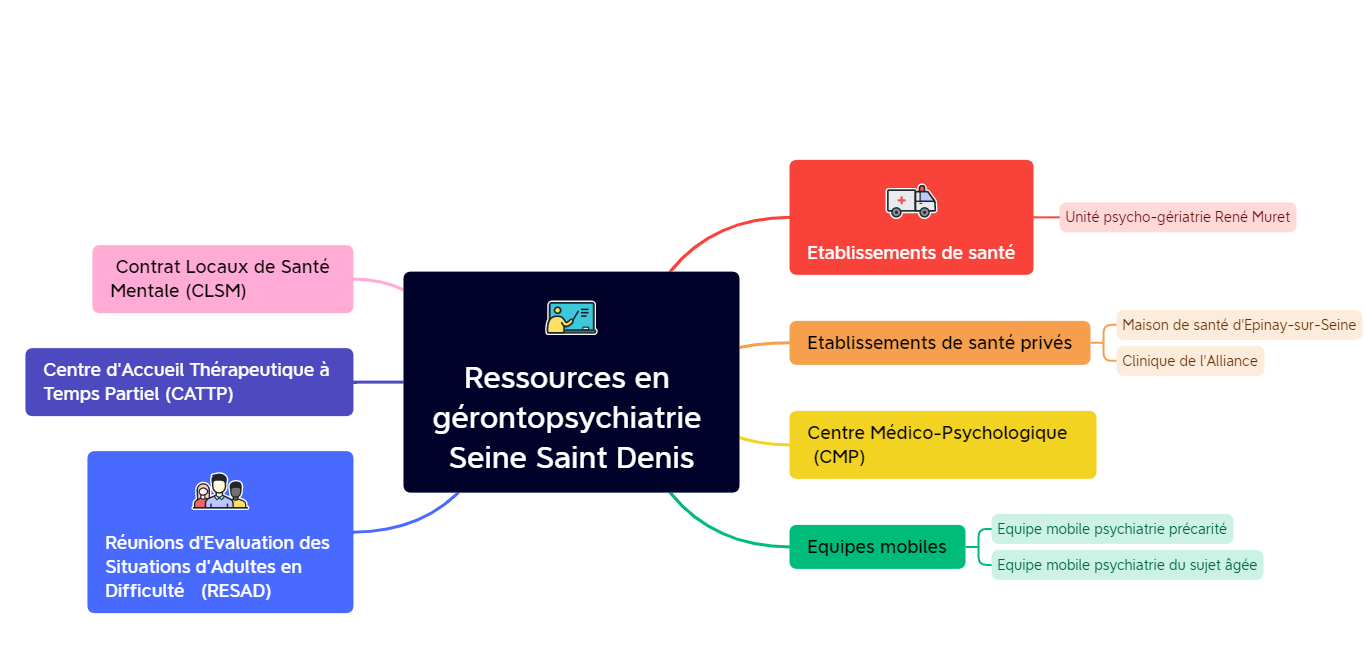 Ressources en
gérontopsychiatrie
Seine Saint Denis
Etablissements de santé
Unité psycho-gériatrie René Muret
Etablissements de santé privés
Maison de santé d'Epinay-sur-Seine
Clinique de l'Alliance
Centre Médico-Psychologique
(CMP)
Equipes mobiles
Equipe mobile psychiatrie précarité
Equipe mobile psychiatrie du sujet âgée
Contrat Locaux de Santé
Mentale (CLSM)
Centre d'Accueil Thérapeutique à
Temps Partiel (CATTP)
Réunions d'Evaluation des
Situations d'Adultes en
Difficulté (RESAD)